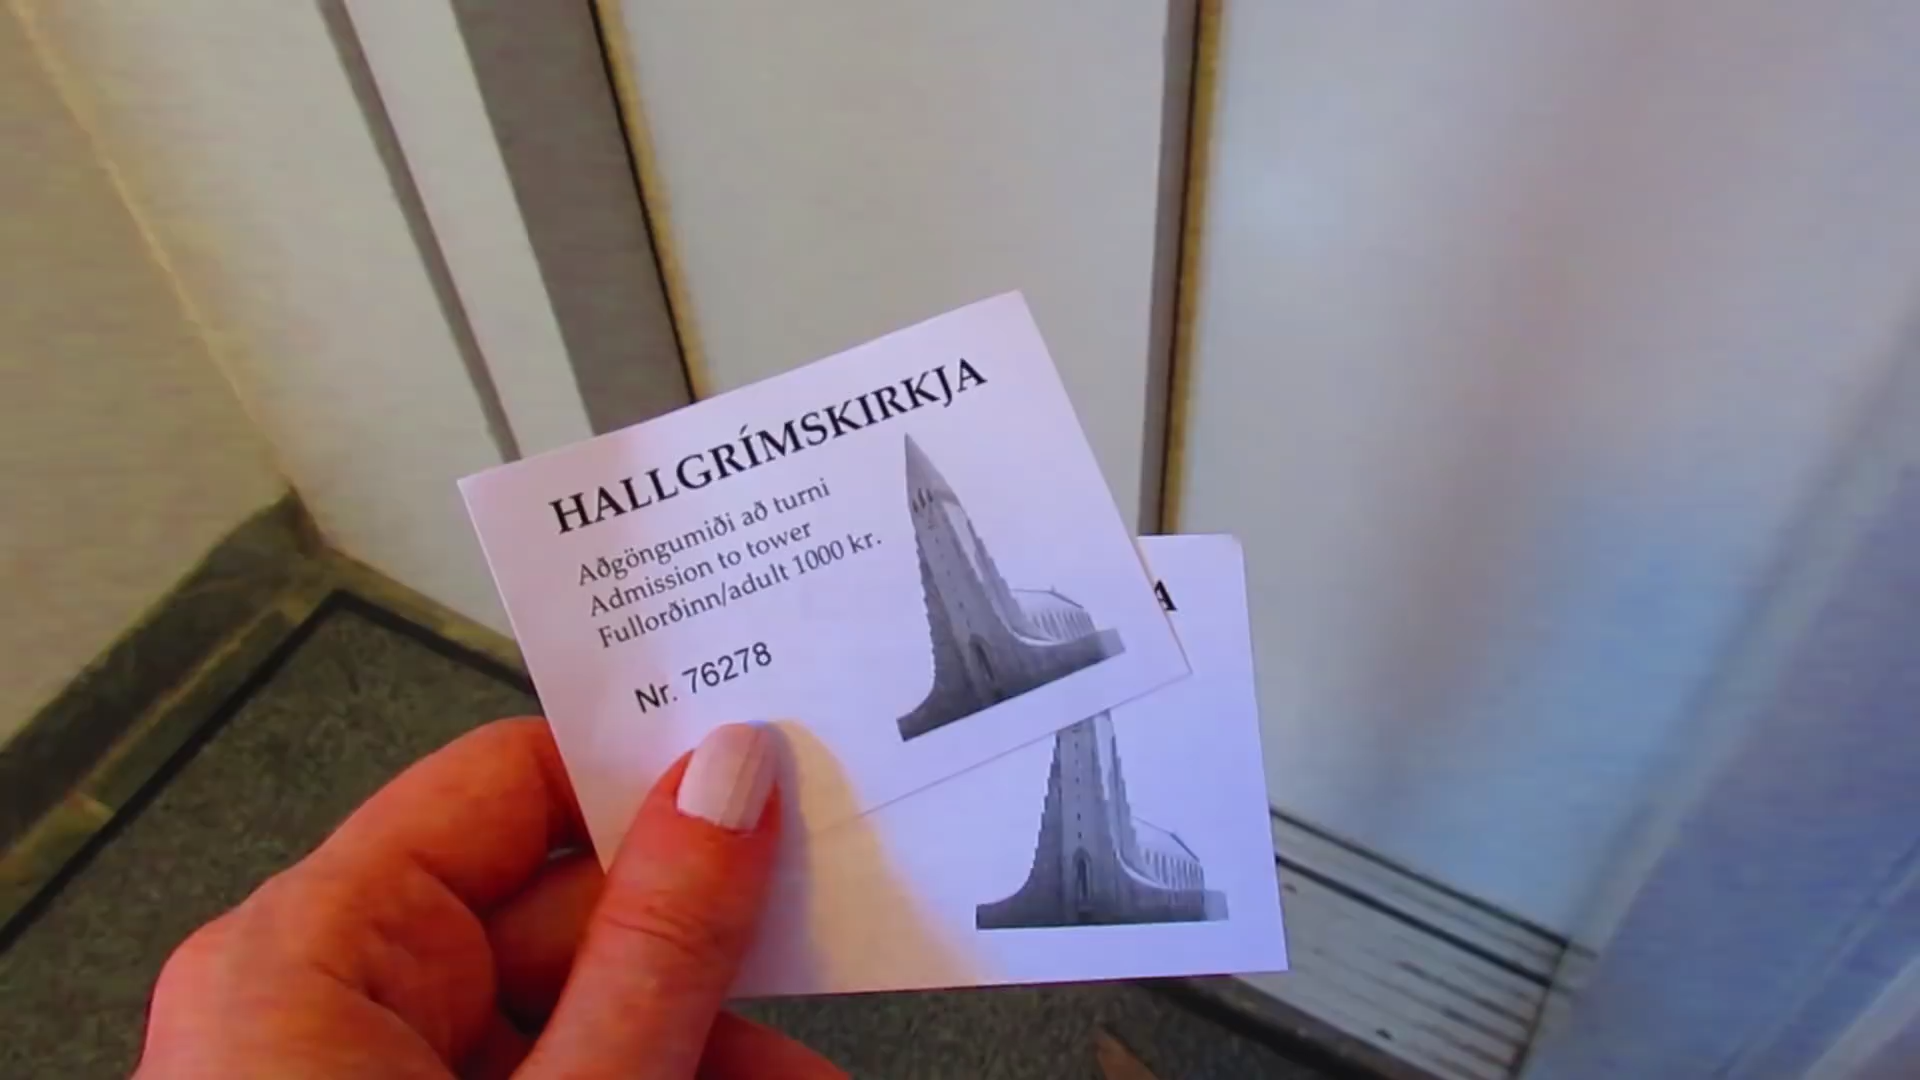 HALLGRÍMSKIRKJA
Aðgöngumiði að turni
Admission to tower
Fullorðinn/adult 1000 kr.
Nr. 76278
A